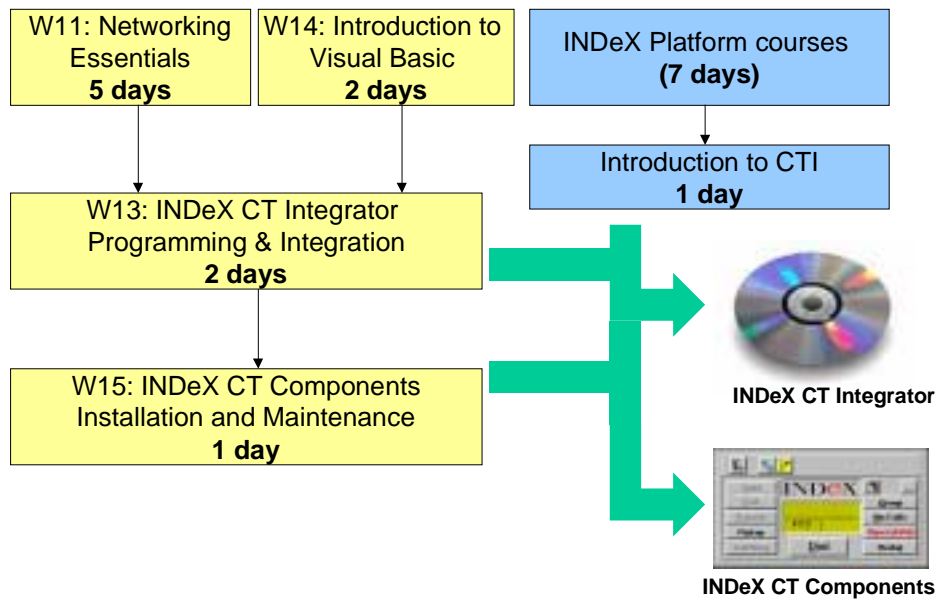 W11: Networking
Essentials
5 days
W14: Introduction to
Visual Basic
2 days
INDeX Platform courses
(7 days)
Introduction to CTI
1 day
W13: INDeX CT Integrator
Programming & Integration
2 days
W15: INDeX CT Components
Installation and Maintenance
1 day
INDeX CT Integrator
INDeX
INDeX CT Components